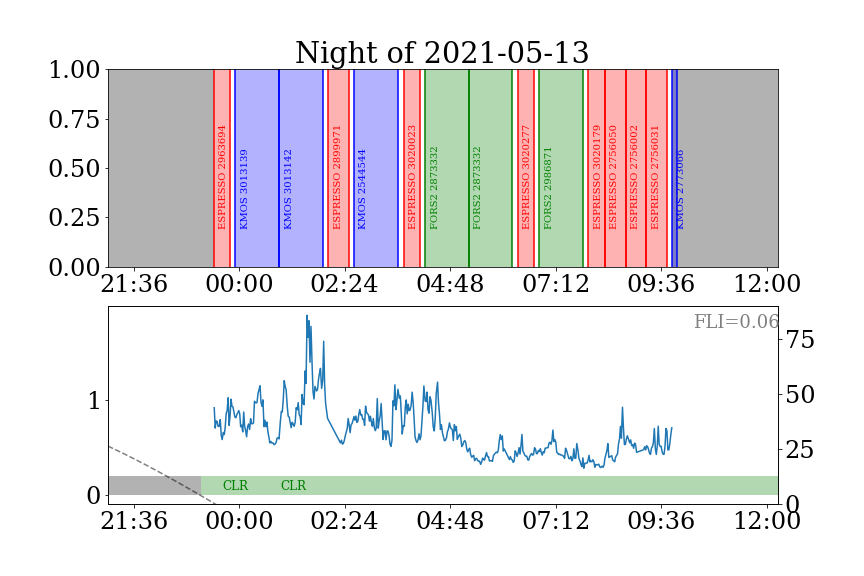 Night of 2021-05-13
1.00
0.75
0.50
0.25
0.00
ESPRESSO 2963694
KMOS 3013139
KMOS 3013142
ESPRESSO 2899971
KMOS 2544544
ESPRESSO 3020023
FORS2 2873332
FORS2 2873332
ESPRESSO 3020277
FORS2 2986871
ESPRESSO 3020179
ESPRESSO 2756050
ESPRESSO 2756002
ESPRESSO 2756031
KMOS 2773066
21:36 00:00 02:24 04:48 07:12 09:36 12:00
FLI=0.06
1
0
75
50
25
0
CLR CLR
21:36 00:00 02:24 04:48 07:12 09:36 12:00